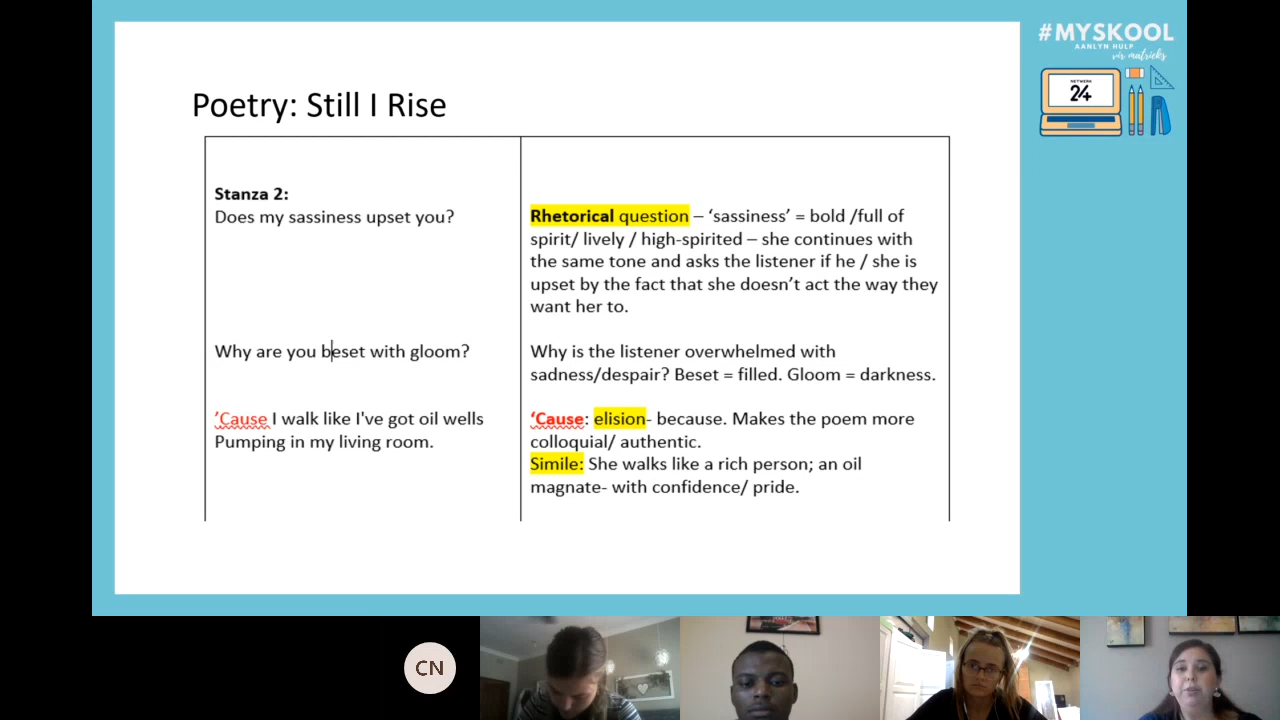 #MYSKOOL
AANLYN HULP
vir matrieks
NETWERK
24
Poetry: Still I Rise
Stanza 2:
Does my sassiness upset you?
Rhetorical question – ‘sassiness’ = bold /full of
spirit/ lively / high-spirited – she continues with
the same tone and asks the listener if he / she is
upset by the fact that she doesn’t act the way they
want her to.
Why are you beset with gloom?
Why is the listener overwhelmed with
sadness/despair? Beset = filled. Gloom = darkness.
’Cause I walk like I've got oil wells
Pumping in my living room.
‘Cause: elision- because. Makes the poem more
colloquial/ authentic.
Simile: She walks like a rich person; an oil
magnate- with confidence/ pride.
CN